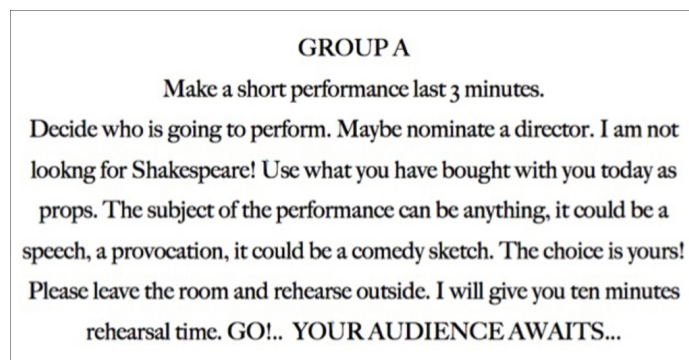 GROUP A
Make a short performance last 3 minutes.
Decide who is going to perform. Maybe nominate a director. I am not
lookng for Shakespeare! Use what you have bought with you today as
props. The subject of the performance can be anything, it could be a
speech, a provocation, it could be a comedy sketch. The choice is yours!
Please leave the room and rehearse outside. I will give you ten minutes
rehearsal time. GO!.. YOUR AUDIENCE AWAITS...